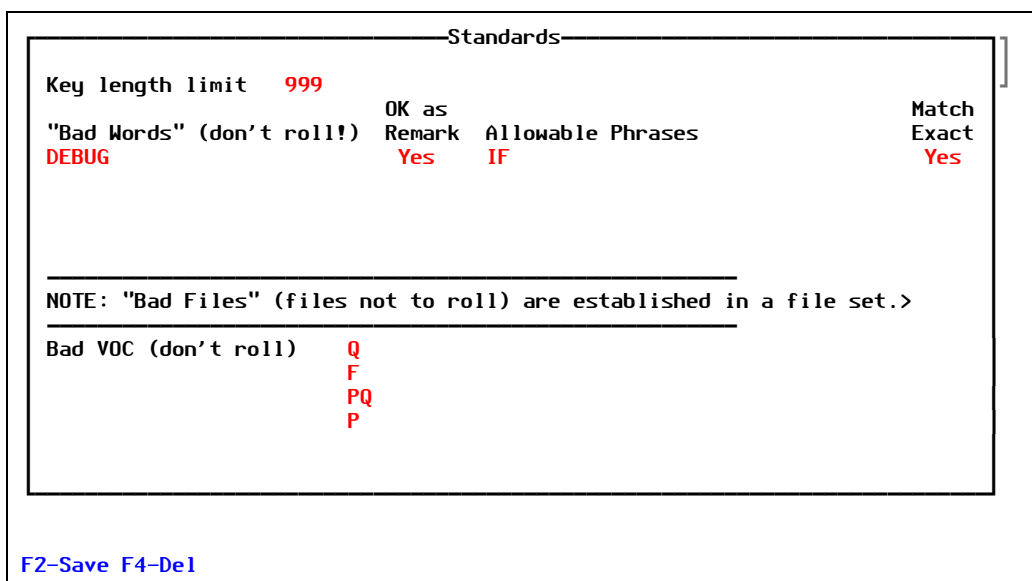 Standards
Key length limit 999
OK as Match
"Bad Words" (don't roll!) Remark Allowable Phrases Exact
DEBUG Yes IF Yes
NOTE: "Bad Files" (files not to roll) are established in a file set.>
Bad VOC (don't roll) Q
F
PQ
P
F2-Save F4-Del